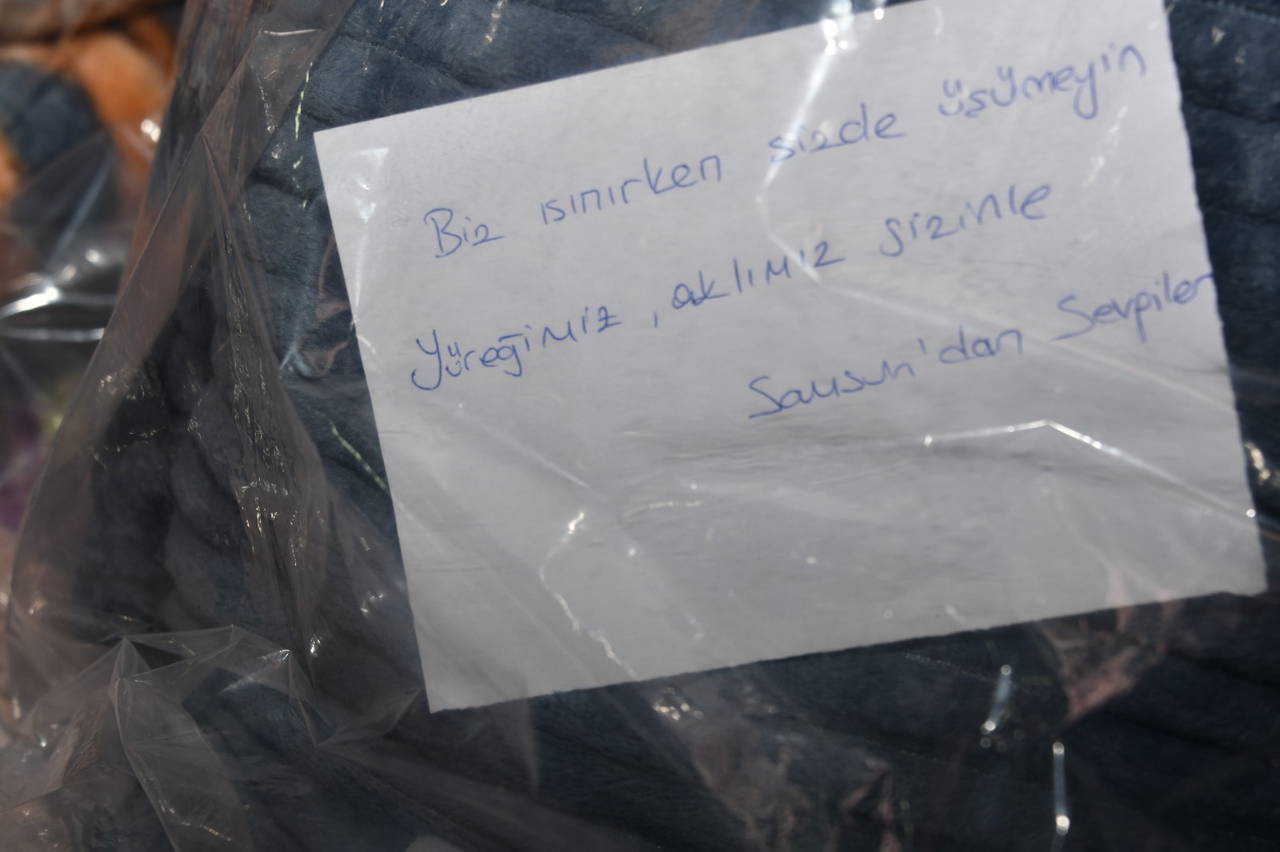 Biz ısınırken sizde üşümeyin
Yüreğimiz, aklımız sizinle
Samsun'dan Sevgiler